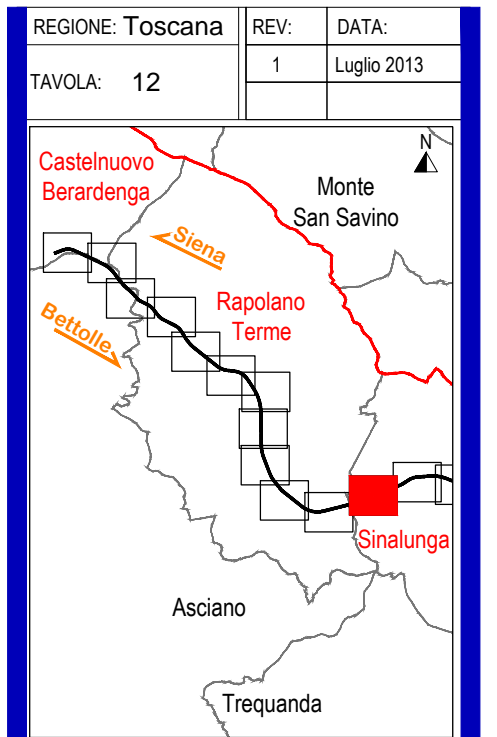 REGIONE: Toscana
REV:
DATA:
TAVOLA: 12
1
Luglio 2013
N
Castelnuovo
Berardenga
Monte
San Savino
Siena
Rapolano
Terme
Bettolle
Sinalunga
Asciano
Trequanda